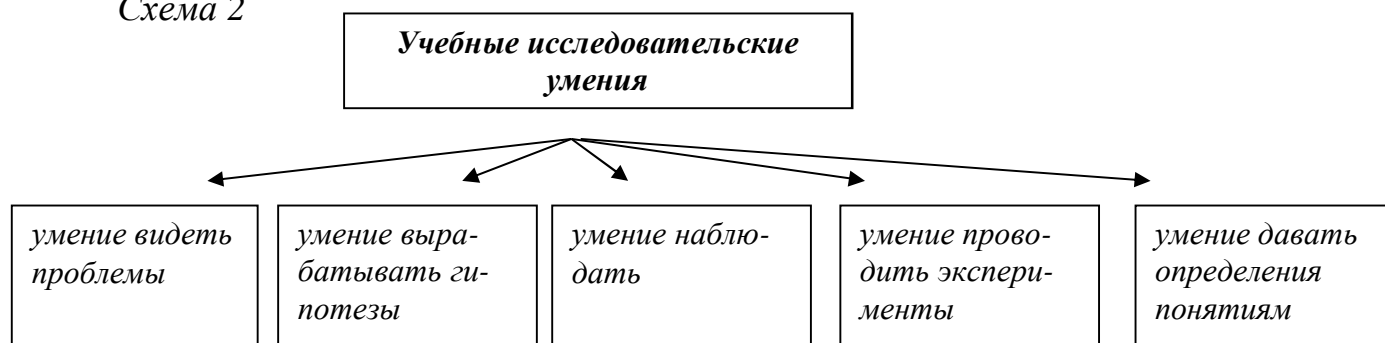 Схема 2
Учебные исследовательские
умения
умение видеть
проблемы
умение выра-
батывать ги-
потезы
умение наблю-
дать
умение прово-
дить экспери-
менты
умение давать
определения
понятиям